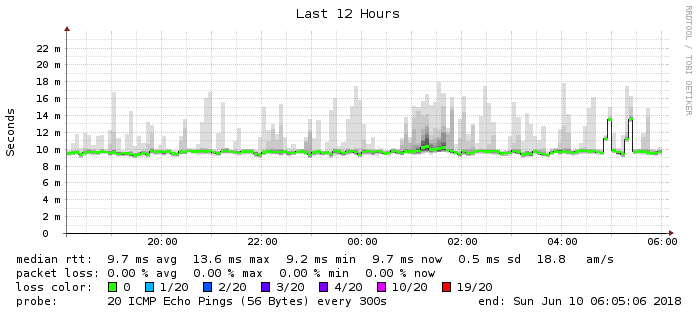 Last 12 Hours
RRDTOOL / TOBI OETIKER
Seconds
22 m
20 m
18 m
16 m
14 m
12 m
10 m
8 m
6 m
4 m
2 m
0
20:00 22:00 00:00 02:00 04:00 06:00
median rtt: 9.7 ms avg 13.6 ms max 9.2 ms min 9.7 ms now 0.5 ms sd 18.8 am/s
packet loss: 0.00 % avg 0.00 % max 0.00 % min 0.00 % now
loss color: 0 1/20 2/20 3/20 4/20 10/20 19/20
probe: 20 ICMP Echo Pings (56 Bytes) every 300s end: Sun Jun 10 06:05:06 2018